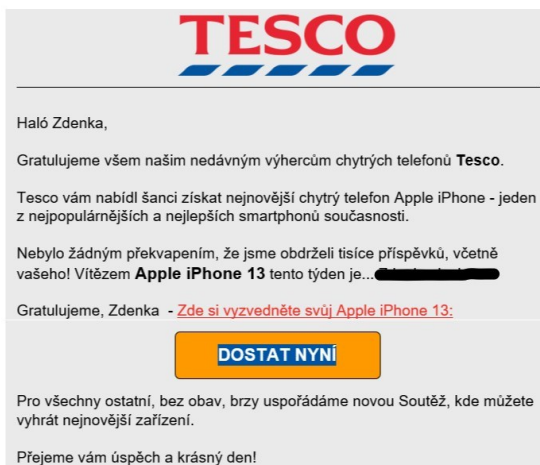 TESCO
Haló Zdenka,
Gratulujeme všem našim nedávným výhercům chytrých telefonů Tesco.
Tesco vám nabídl šanci získat nejnovější chytrý telefon Apple iPhone - jeden
z nejpopulárnějších a nejlepších smartphonů současnosti.
Nebylo žádným překvapením, že jsme obdrželi tisíce příspěvků, včetně
vašeho! Vítězem Apple iPhone 13 tento týden je...
Gratulujeme, Zdenka - Zde si vyzvedněte svůj Apple iPhone 13:
DOSTAT NYNÍ
Pro všechny ostatní, bez obav, brzy uspořádáme novou Soutěž, kde můžete
vyhrát nejnovější zařízení.
Přejeme vám úspěch a krásný den!